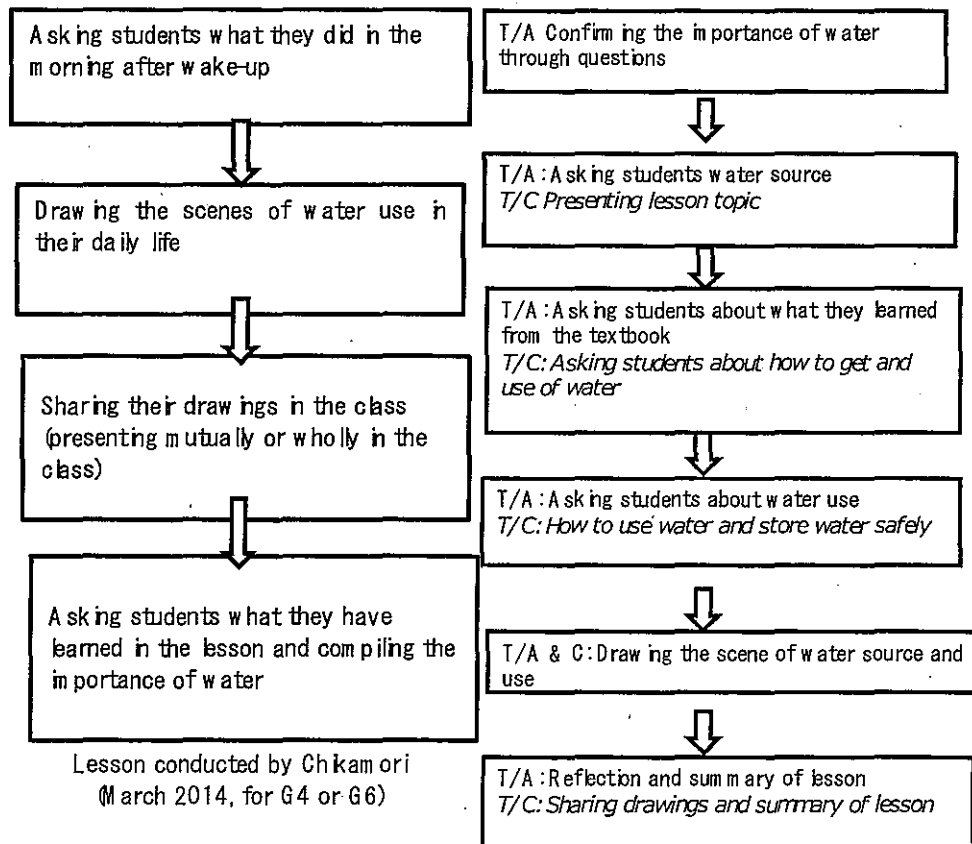 Asking students what they did in the
morning after wake-up
Drawing the scenes of water use in
their daily life
Sharing their drawings in the class
(presenting mutually or wholly in the
class)
Asking students what they have
learned in the lesson and compiling the
importance of water
Lesson conducted by Chikamori
(March 2014, for G4 or G6)
T/A Confirming the importance of water
through questions
T/A : Asking students water source
T/C Presenting lesson topic
T/A : Asking students about what they learned
from the textbook
T/C: Asking students about how to get and
use of water
T/A : Asking students about water use
T/C: How to use water and store water safely
T/A & C: Drawing the scene of water source and
use
T/A : Reflection and summary of lesson
T/C: Sharing drawings and summary of lesson